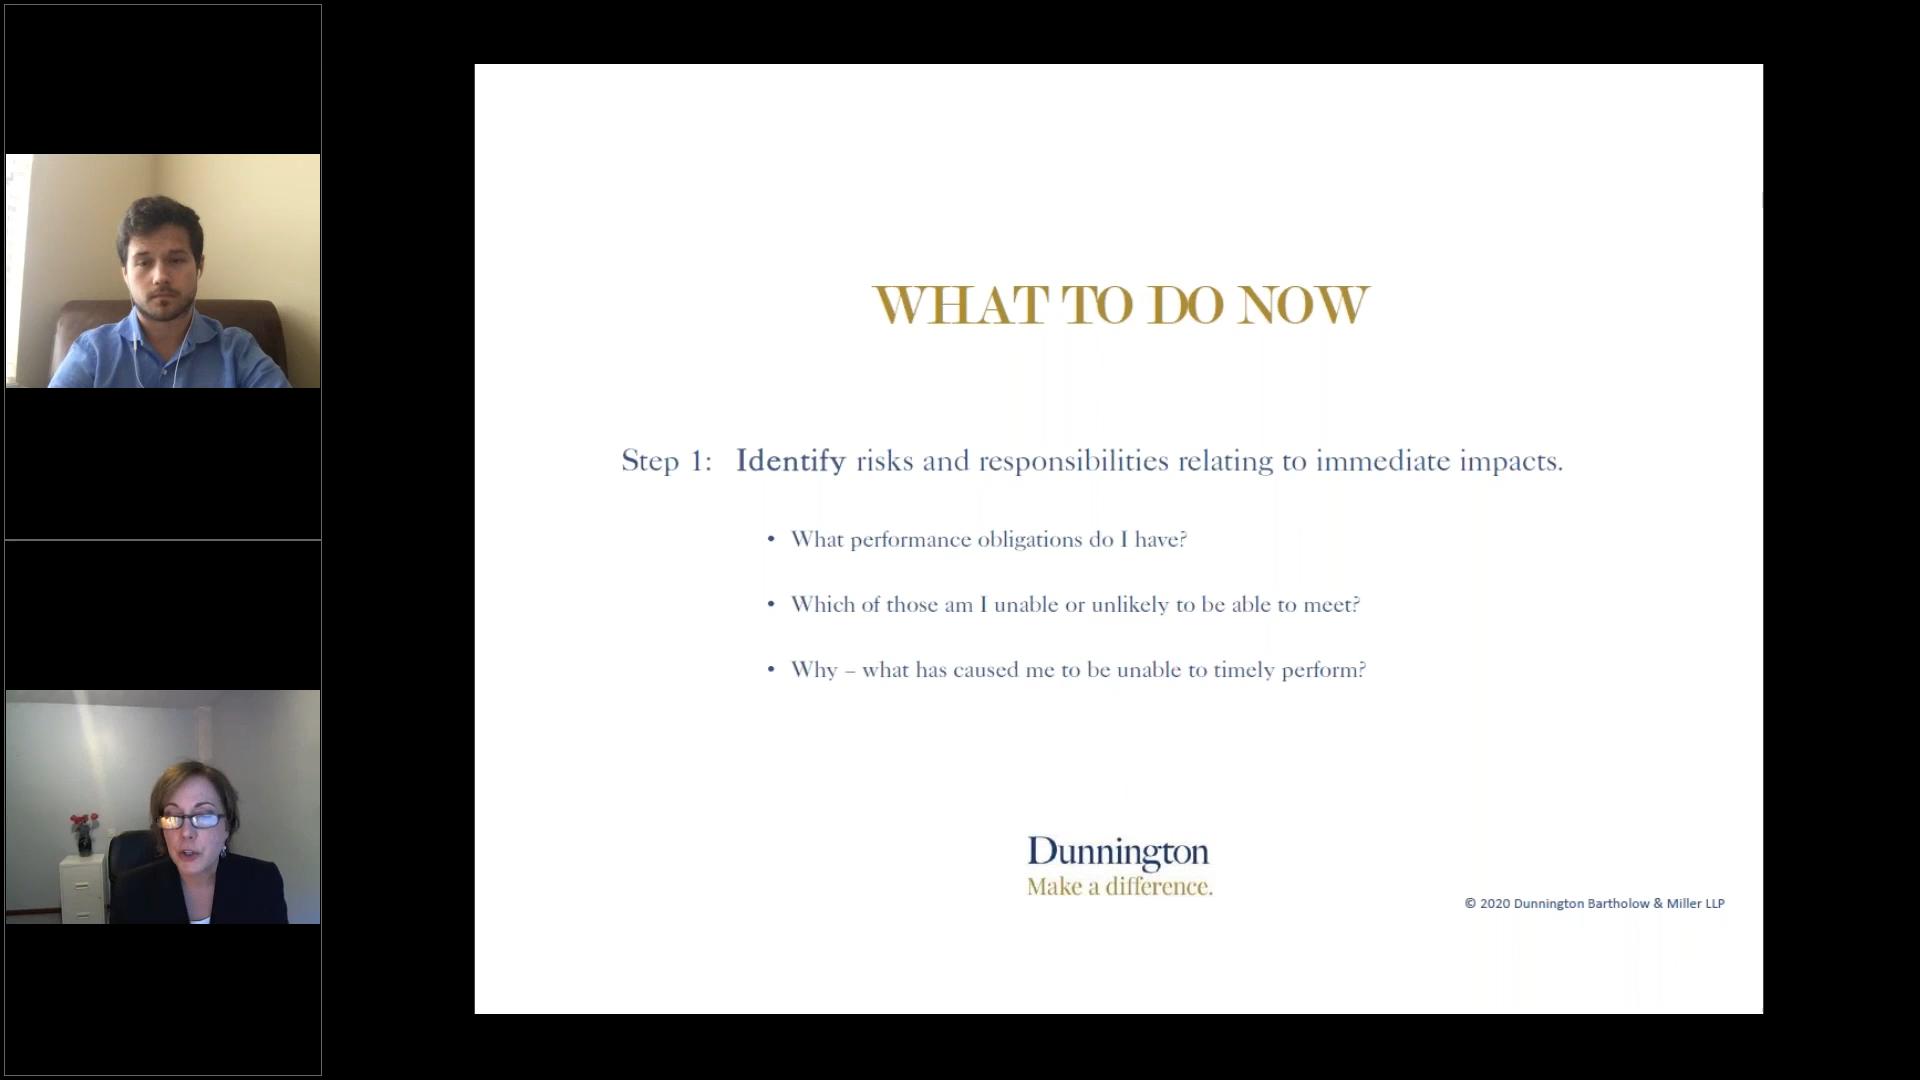 WHAT TO DO NOW
Step 1: Identify risks and responsibilities relating to immediate impacts.
• What performance obligations do I have?
• Which of those am I unable or unlikely to be able to meet?
• Why – what has caused me to be unable to timely perform?
Dunnington
Make a difference.
© 2020 Dunnington Bartholow & Miller LLP